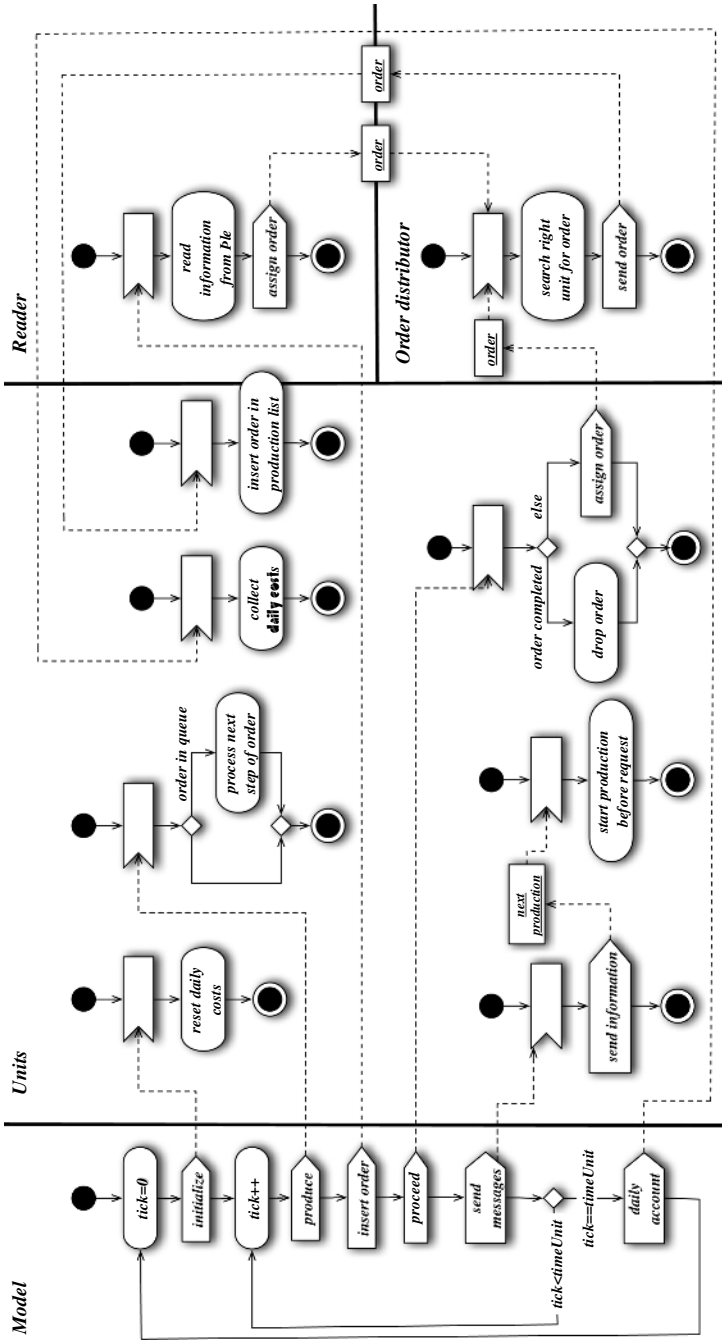 Model
tick=0
initialize
tick++
produce
insert order
proceed
send
messages
tick<timeUnit
tick==timeUnit
daily
account
Units
reset daily
costs
order in queue
process next
step of order
collect
daily costs
insert order in
production list
send information
next
production
start production
before request
order completed
else
drop order
assign order
Reader
read
information
from Þle
assign order
order
order
Order distributor
order
search right
unit for order
send order